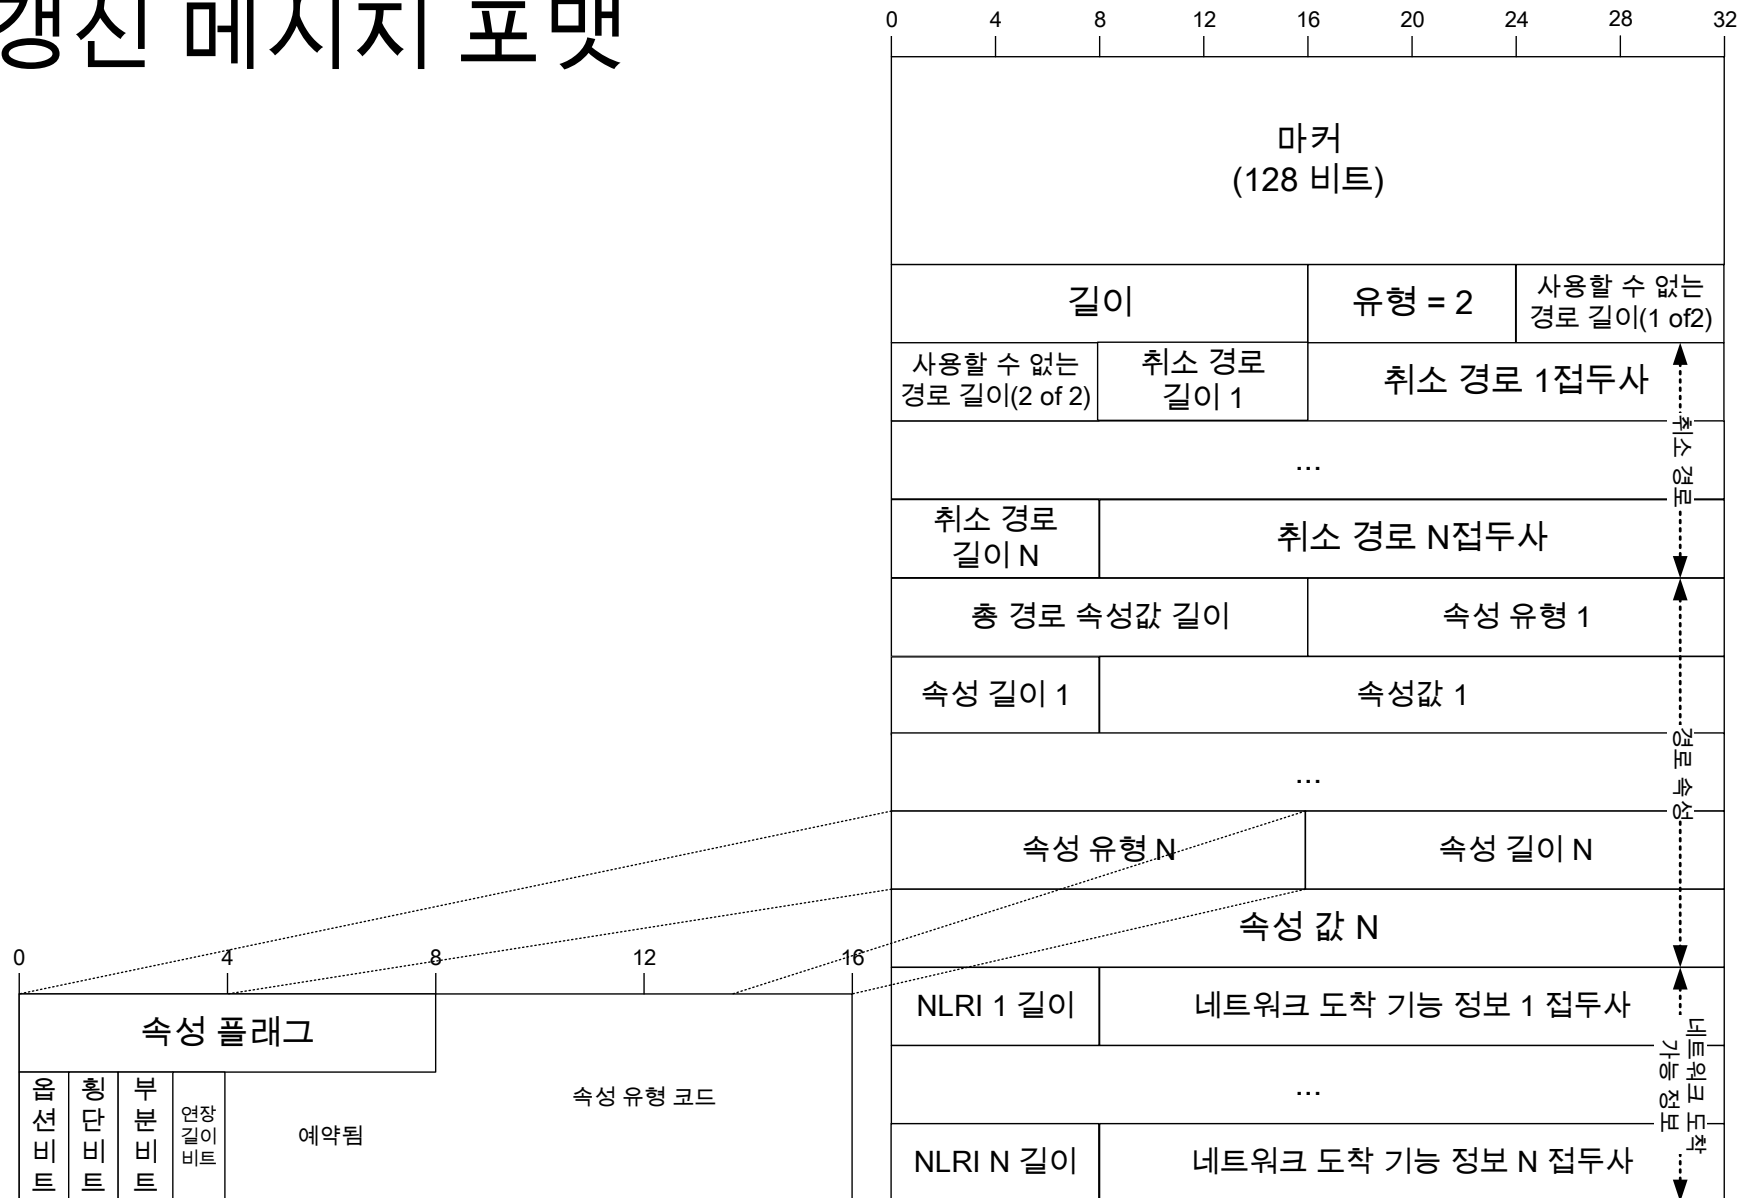 갱신 메시지 포맷
0 4 8 12 16 20 24 28 32
마커
(128 비트)
길이
유형 = 2
사용할 수 없는
경로 길이(1 of2)
사용할 수 없는
경로 길이(2 of 2)
취소 경로
길이 1
취소 경로 1접두사
...
취소 경로
길이 N
취소 경로 N접두사
취소 경로
총 경로 속성값 길이
속성 유형 1
속성 길이 1
속성값 1
...
속성 유형 N
속성 길이 N
속성 값 N
경로 속성
NLRI 1 길이
네트워크 도착 기능 정보 1 접두사
...
NLRI N 길이
네트워크 도착 기능 정보 N 접두사
네트워크 도착
가능 정보
0 4 8 12 16
속성 플래그
옵션비트
횡단비트
부분비트
연장
길이
비트
예약됨
속성 유형 코드